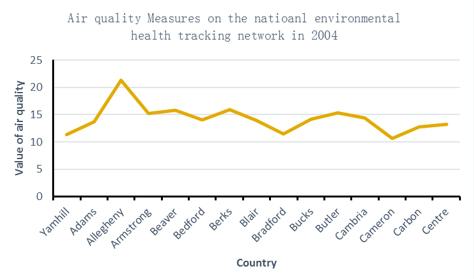 Air quality Measures on the natioanl environmental
health tracking network in 2004
Value of air quality
25
20
15
10
5
0
Yamhill
Adams
Allegheny
Armstrong
Beaver
Bedford
Berks
Blair
Bradford
Bucks
Butler
Cambria
Cameron
Carbon
Centre
Country